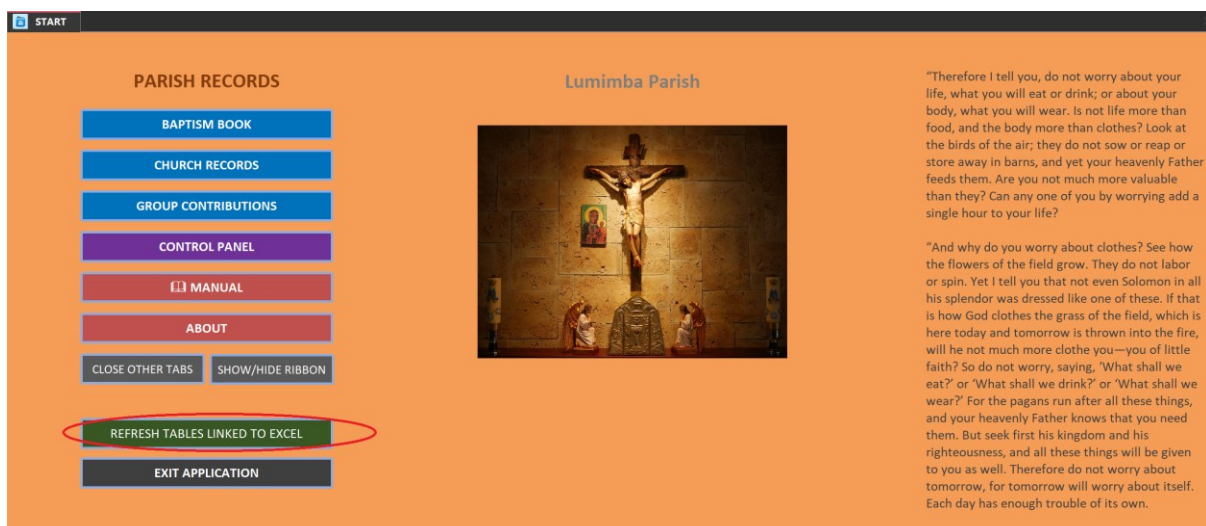 START
PARISH RECORDS
BAPTISM BOOK
CHURCH RECORDS
GROUP CONTRIBUTIONS
CONTROL PANEL
MANUAL
ABOUT
CLOSE OTHER TABS
SHOW/HIDE RIBBON
REFRESH TABLES LINKED TO EXCEL
EXIT APPLICATION
Lumimba Parish
“Therefore I tell you, do not worry about your
life, what you will eat or drink; or about your
body, what you will wear. Is not life more than
food, and the body more than clothes? Look at
the birds of the air; they do not sow or reap or
store away in barns, and yet your heavenly Father
feeds them. Are you not much more valuable
than they? Can any one of you by worrying add a
single hour to your life?
“And why do you worry about clothes? See how
the flowers of the field grow. They do not labor
or spin. Yet I tell you that not even Solomon in all
his splendor was dressed like one of these. If that
is how God clothes the grass of the field, which is
here today and tomorrow is thrown into the fire,
will he not much more clothe you—you of little
faith? So do not worry, saying, ‘What shall we
eat?’ or ‘What shall we drink?’ or ‘What shall we
wear?’ For the pagans run after all these things,
and your heavenly Father knows that you need
them. But seek first his kingdom and his
righteousness, and all these things will be given
to you as well. Therefore do not worry about
tomorrow, for tomorrow will worry about itself.
Each day has enough trouble of its own.